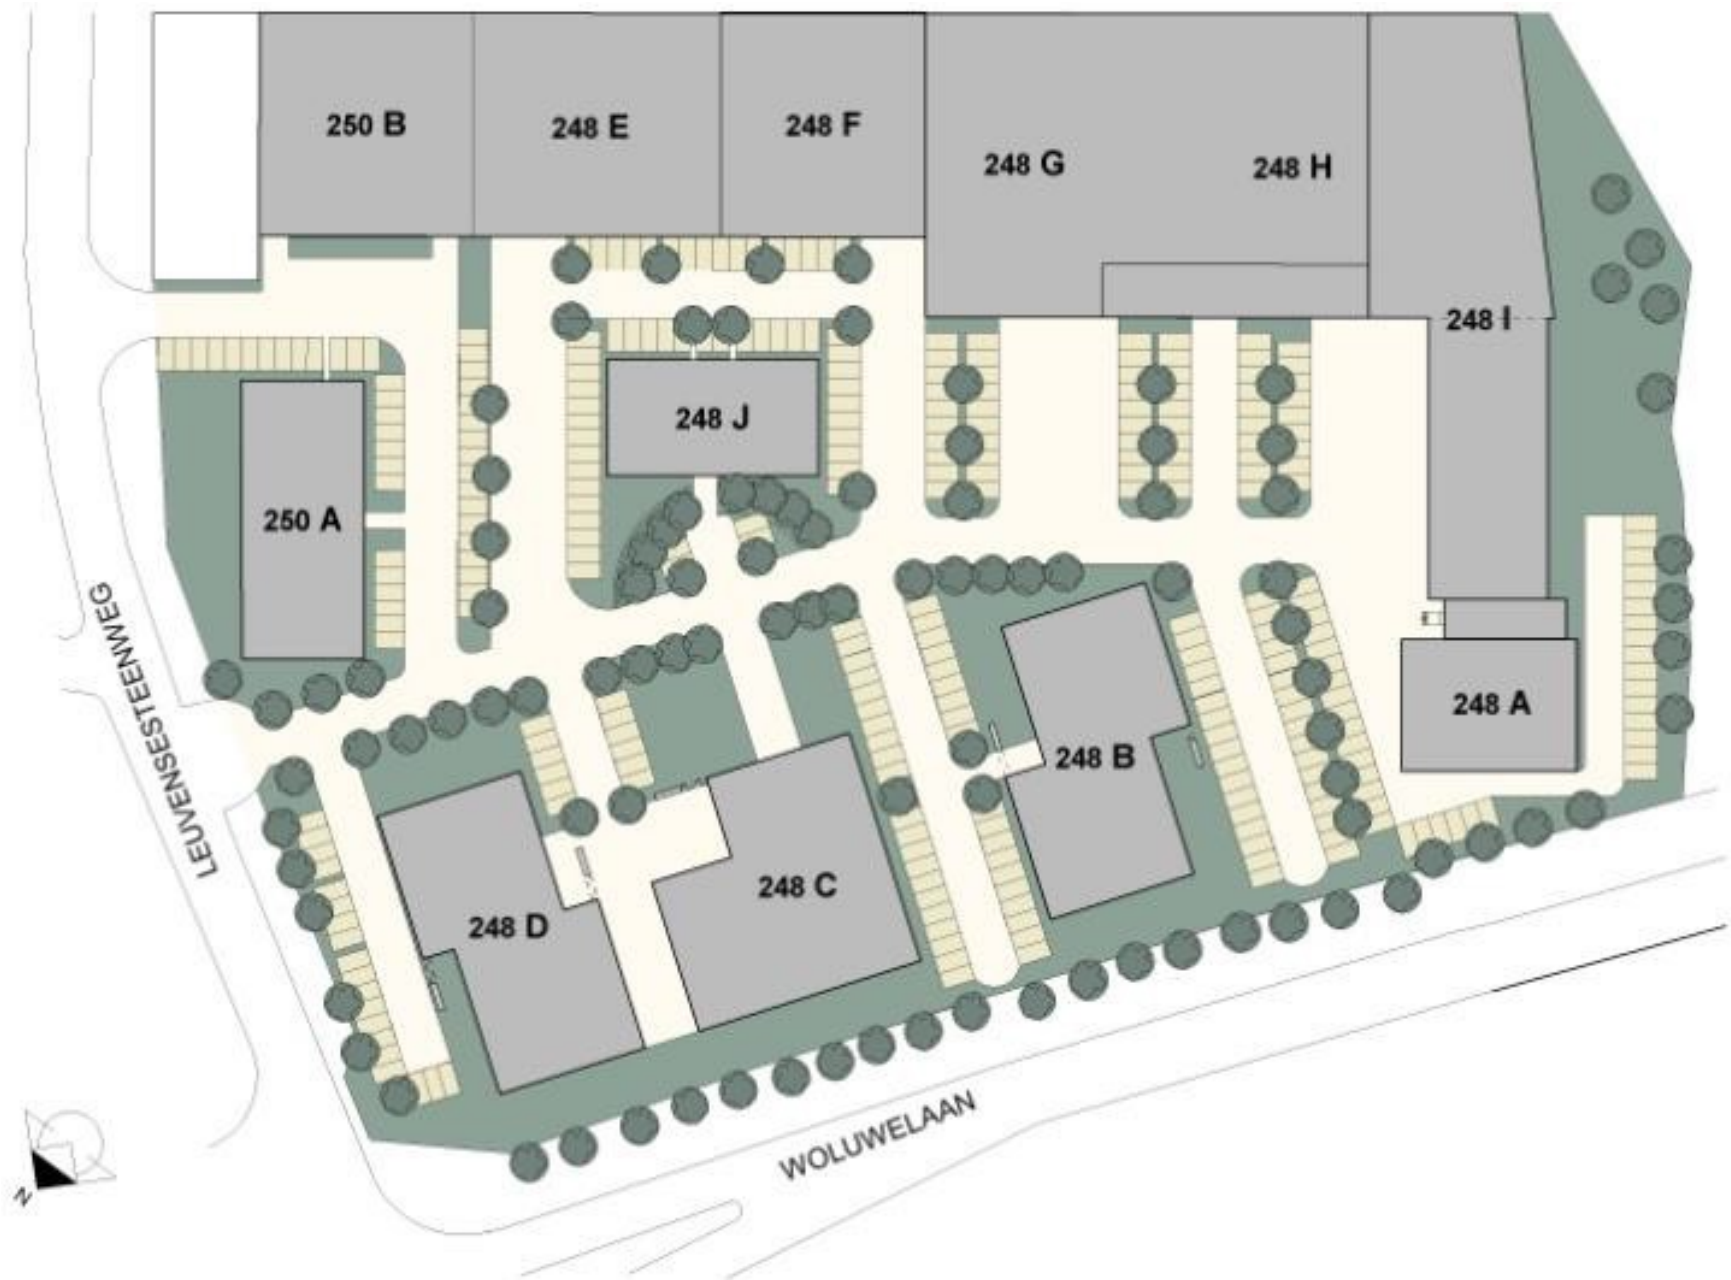 250 B
248 E
248 F
248 G
248 H
248 I
248 J
250 A
248 A
248 B
248 C
248 D
LEUVENSESTEENWEG
WOLUWELAAN
N